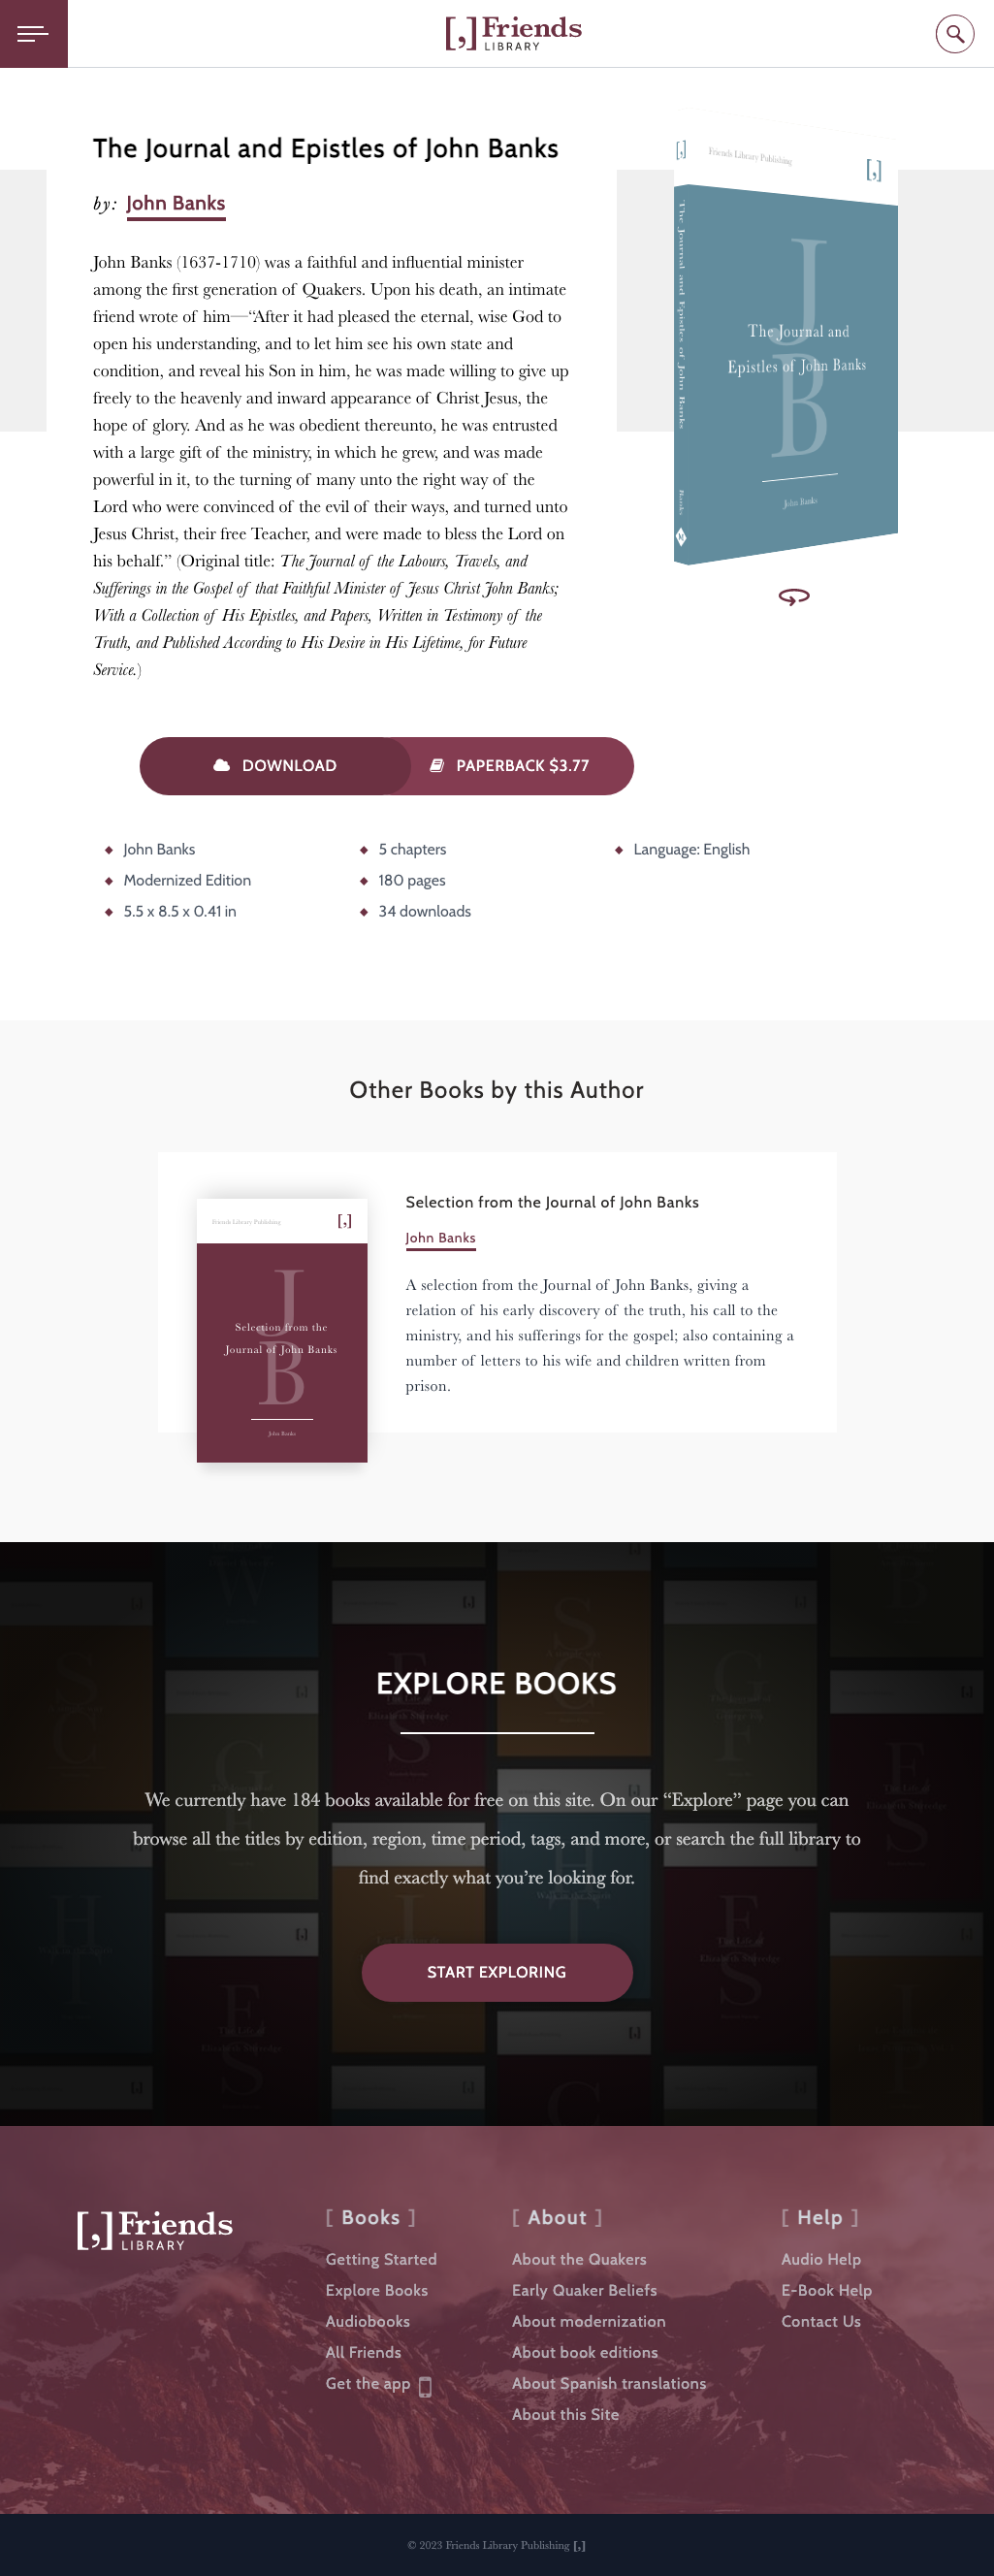 [,] Friends
LIBRARY
The Journal and Epistles of John Banks
by: John Banks
John Banks (1637-1710) was a faithful and influential minister
among the first generation of Quakers. Upon his death, an intimate
friend wrote of him—“After it had pleased the eternal, wise God to
open his understanding, and to let him see his own state and
condition, and reveal his Son in him, he was made willing to give up
freely to the heavenly and inward appearance of Christ Jesus, the
hope of glory. And as he was obedient thereunto, he was entrusted
with a large gift of the ministry, in which he grew, and was made
powerful in it, to the turning of many unto the right way of the
Lord who were convinced of the evil of their ways, and turned unto
Jesus Christ, their free Teacher, and were made to bless the Lord on
his behalf.” (Original title: The Journal of the Labours, Travels, and
Sufferings in the Gospel of that Faithful Minister of Jesus Christ John Banks;
With a Collection of His Epistles, and Papers, Written in Testimony of the
Truth, and Published According to His Desire in His Lifetime, for Future
Service.)
[,]
Friends Library Publishing
[,]
The Journal and Epistles of John Banks
Banks
J
B
The Journal and
Epistles of John Banks
John Banks
DOWNLOAD
PAPERBACK $3.77
John Banks
Modernized Edition
5.5 x 8.5 x 0.41 in
5 chapters
180 pages
34 downloads
Language: English
Other Books by this Author
Friends Library Publishing
[,]
J
B
Selection from the
Journal of John Banks
John Banks
Selection from the Journal of John Banks
John Banks
A selection from the Journal of John Banks, giving a
relation of his early discovery of the truth, his call to the
ministry, and his sufferings for the gospel; also containing a
number of letters to his wife and children written from
prison.
EXPLORE BOOKS
We currently have 184 books available for free on this site. On our “Explore” page you can
browse all the titles by edition, region, time period, tags, and more, or search the full library to
find exactly what you’re looking for.
START EXPLORING
[,] Friends
LIBRARY
[ Books ]
Getting Started
Explore Books
Audiobooks
All Friends
Get the app
[ About ]
About the Quakers
Early Quaker Beliefs
About modernization
About book editions
About Spanish translations
About this Site
[ Help ]
Audio Help
E-Book Help
Contact Us
© 2023 Friends Library Publishing [,]